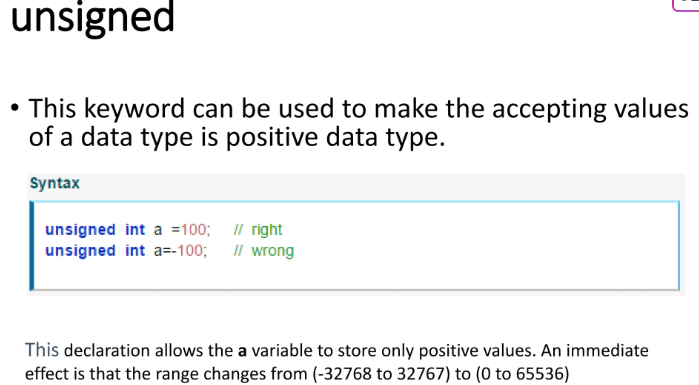 unsigned
• This keyword can be used to make the accepting values
of a data type is positive data type.
Syntax
unsigned int a =100; // right
unsigned int a=-100; // wrong
This declaration allows the a variable to store only positive values. An immediate
effect is that the range changes from (-32768 to 32767) to (0 to 65536)